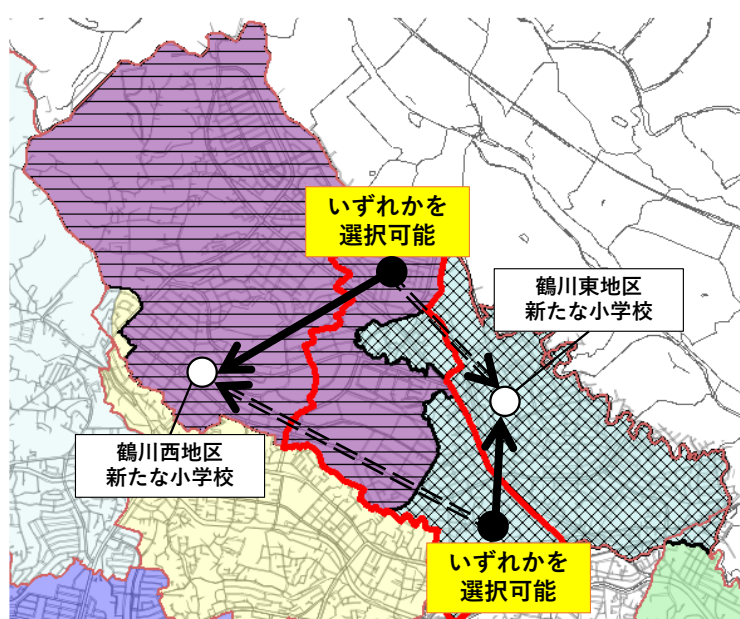 いずれかを
選択可能
鶴川東地区
新たな小学校
鶴川西地区
新たな小学校
いずれかを
選択可能